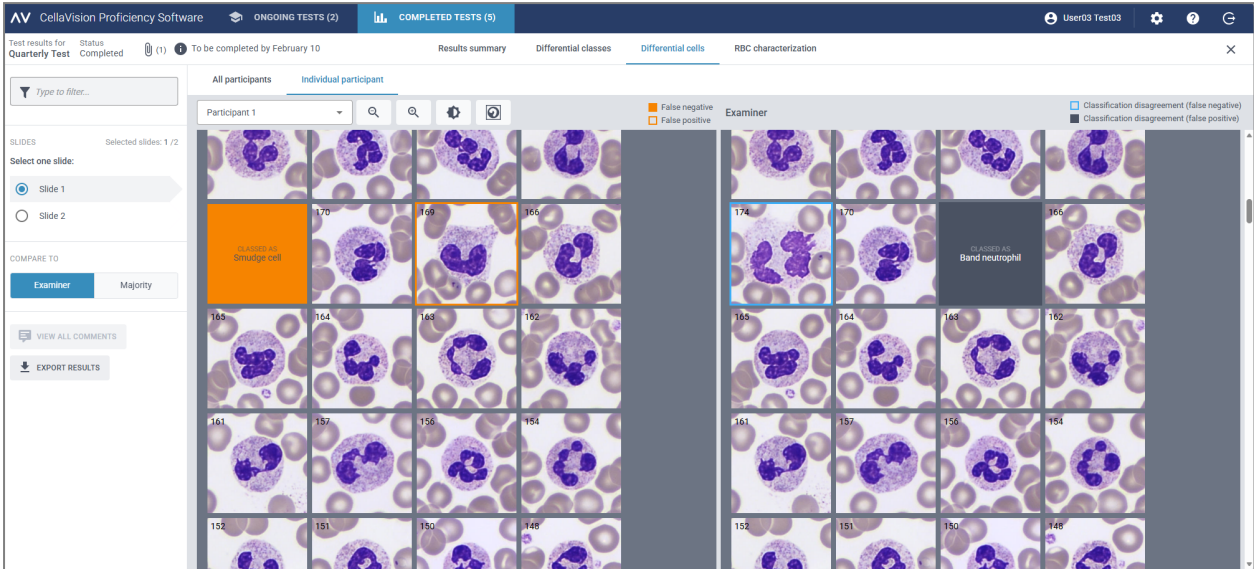 CellaVision Proficiency Software
ONGOING TESTS (2)
COMPLETED TESTS (5)
User03 Test03
Test results for
Quarterly Test
Status
Completed
(1)
To be completed by February 10
Results summary
Differential classes
Differential cells
RBC characterization
Type to filter...
SLIDES
Selected slides: 1 /2
Select one slide:
Slide 1
Slide 2
COMPARE TO
Examiner
Majority
VIEW ALL COMMENTS
EXPORT RESULTS
All participants
Individual participant
Participant 1
False negative
False positive
Examiner
Classification disagreement (false negative)
Classification disagreement (false positive)
CLASSED AS
Smudge cell
170
169
166
165
164
163
162
161
157
156
154
152
151
150
148
174
170
CLASSED AS
Band neutrophil
166
165
164
163
162
161
157
156
154
152
151
150
148